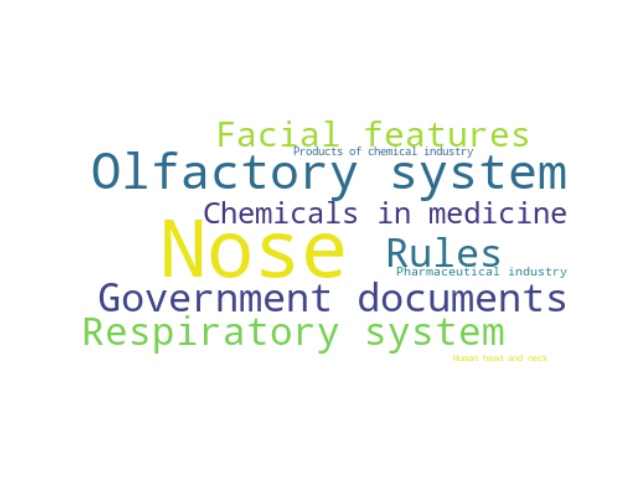 Facial features
Products of chemical industry
Olfactory system
Chemicals in medicine
Nose
Rules
Pharmaceutical industry
Government documents
Respiratory system
Human head and neck